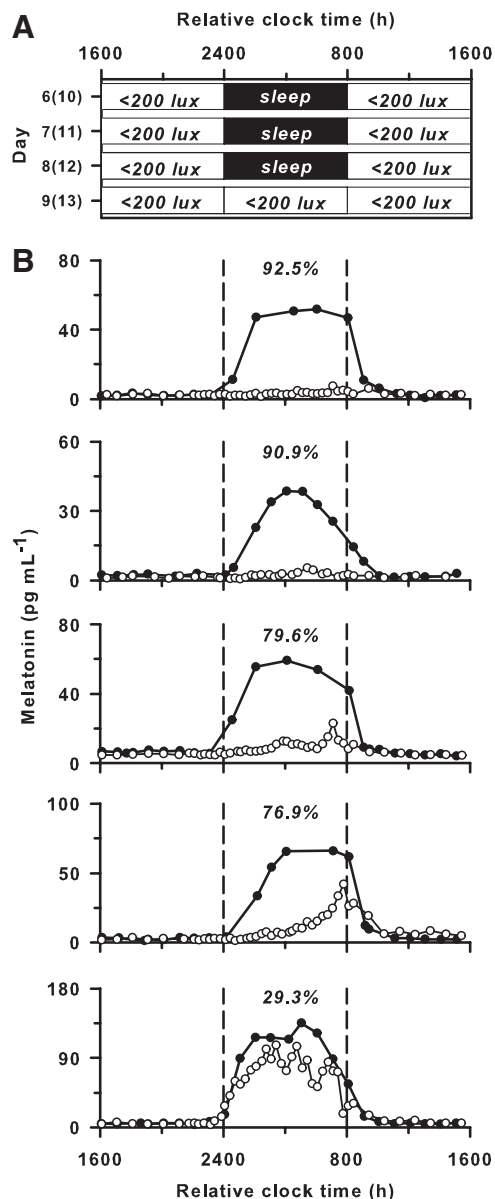 A
Relative clock time (h)
1600 2400 800 1600
Day
6(10) <200 lux sleep <200 lux
7(11) <200 lux sleep <200 lux
8(12) <200 lux sleep <200 lux
9(13) <200 lux <200 lux <200 lux
B
Melatonin (pg mL⁻¹)
80
92.5%
40
0
60
90.9%
30
0
80
79.6%
40
0
100
76.9%
50
0
180
29.3%
90
0
1600 2400 800 1600
Relative clock time (h)